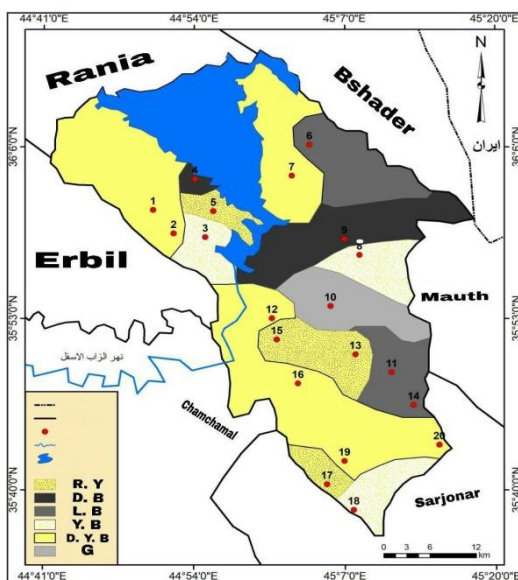 44°41'0"E 44°54'0"E 45°7'0"E 45°20'0"E
N
Rania
Bshader
ایران
36°6'0"N
36°6'0"N
6
7
4
1
5
2
3
9
8
Erbil
Mauth
10
35°53'0"N
12
35°53'0"N
15
13
نهر الزاب الاسفل
11
16
14
Chamchamal
20
19
35°40'0"N
17
35°40'0"N
Sarjonar
18
R. Y
D. B
L. B
Y. B
D. Y. B
G
0 3 6 12
km
44°41'0"E 44°54'0"E 45°7'0"E 45°20'0"E